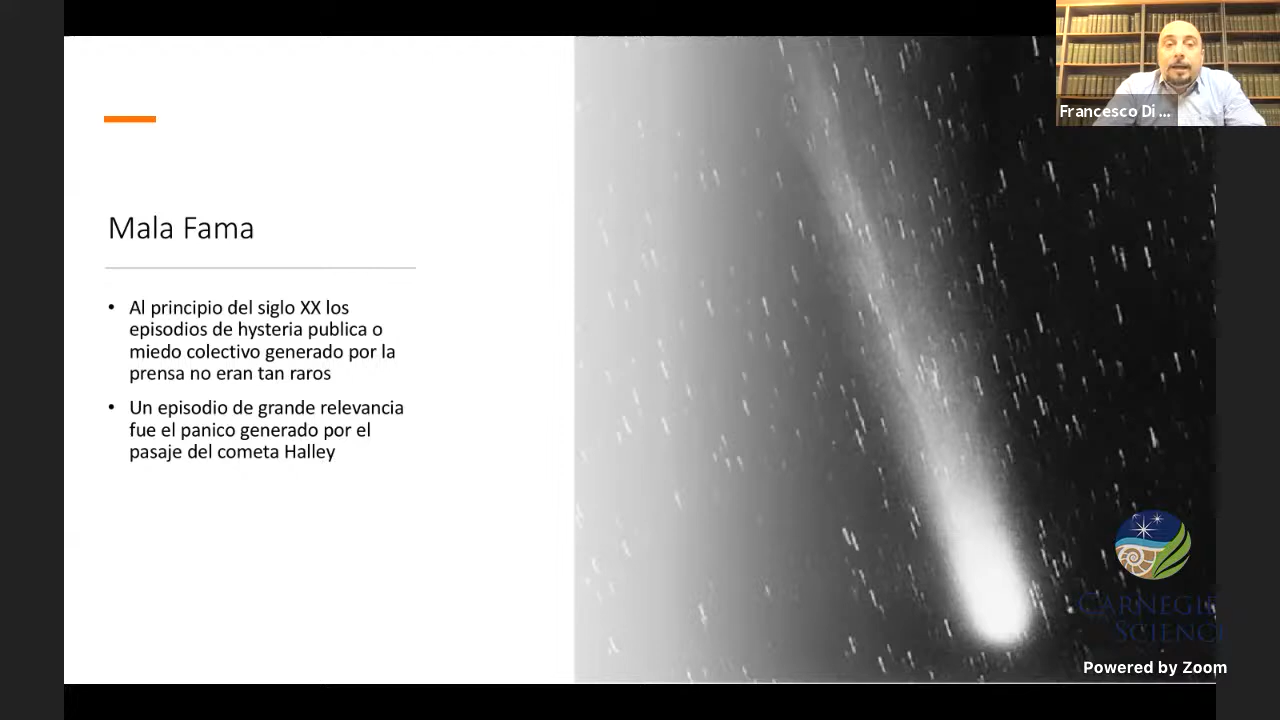 Francesco Di ...
Mala Fama
• Al principio del siglo XX los
episodios de hysteria publica o
miedo colectivo generado por la
prensa no eran tan raros
• Un episodio de grande relevancia
fue el panico generado por el
pasaje del cometa Halley
CARNEGIE
SCIENC
Powered by Zoom